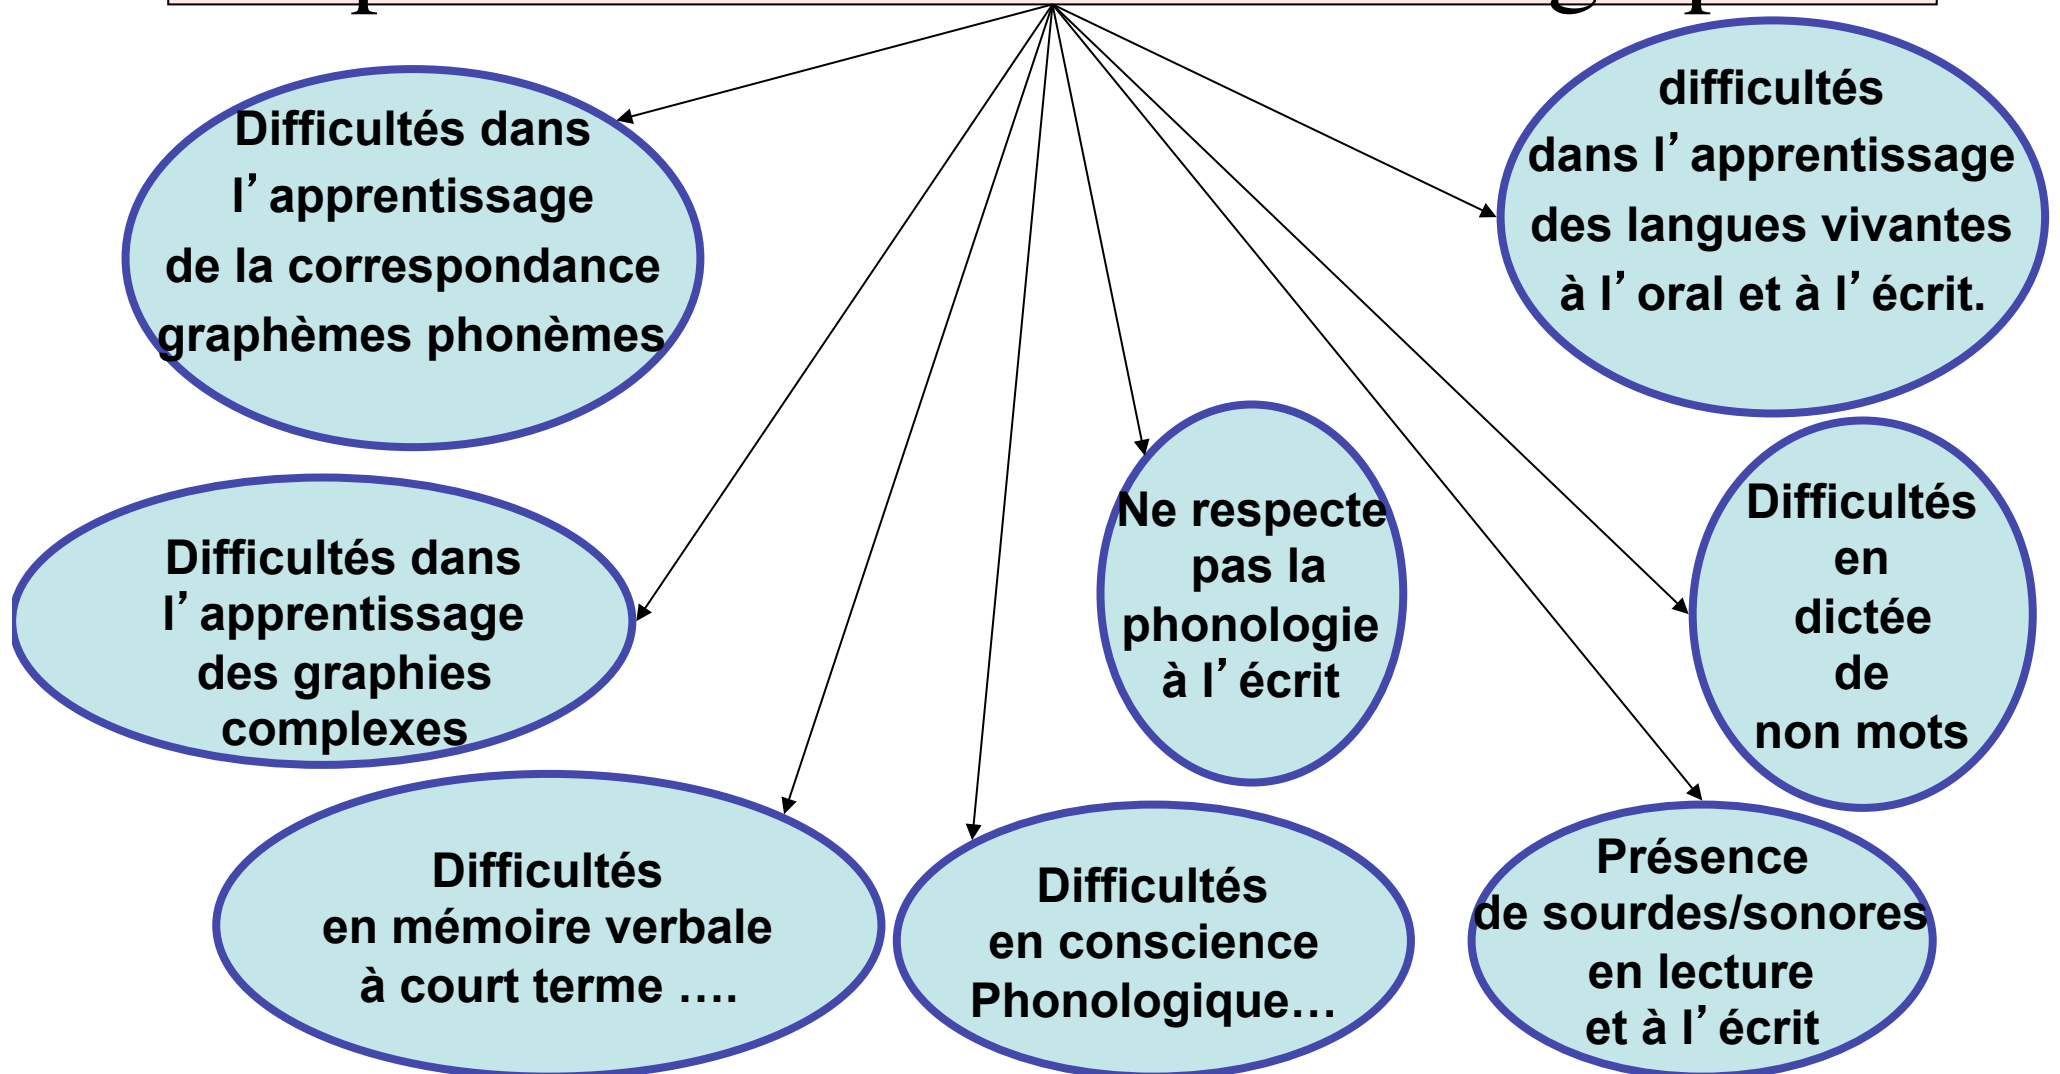 Difficultés dans
l’apprentissage
de la correspondance
graphèmes phonèmes
difficultés
dans l’apprentissage
des langues vivantes
à l’oral et à l’écrit.
Difficultés dans
l’apprentissage
des graphies
complexes
Ne respecte
pas la
phonologie
à l’écrit
Difficultés
en
dictée
de
non mots
Difficultés
en mémoire verbale
à court terme ….
Difficultés
en conscience
Phonologique…
Présence
de sourdes/sonores
en lecture
et à l’écrit